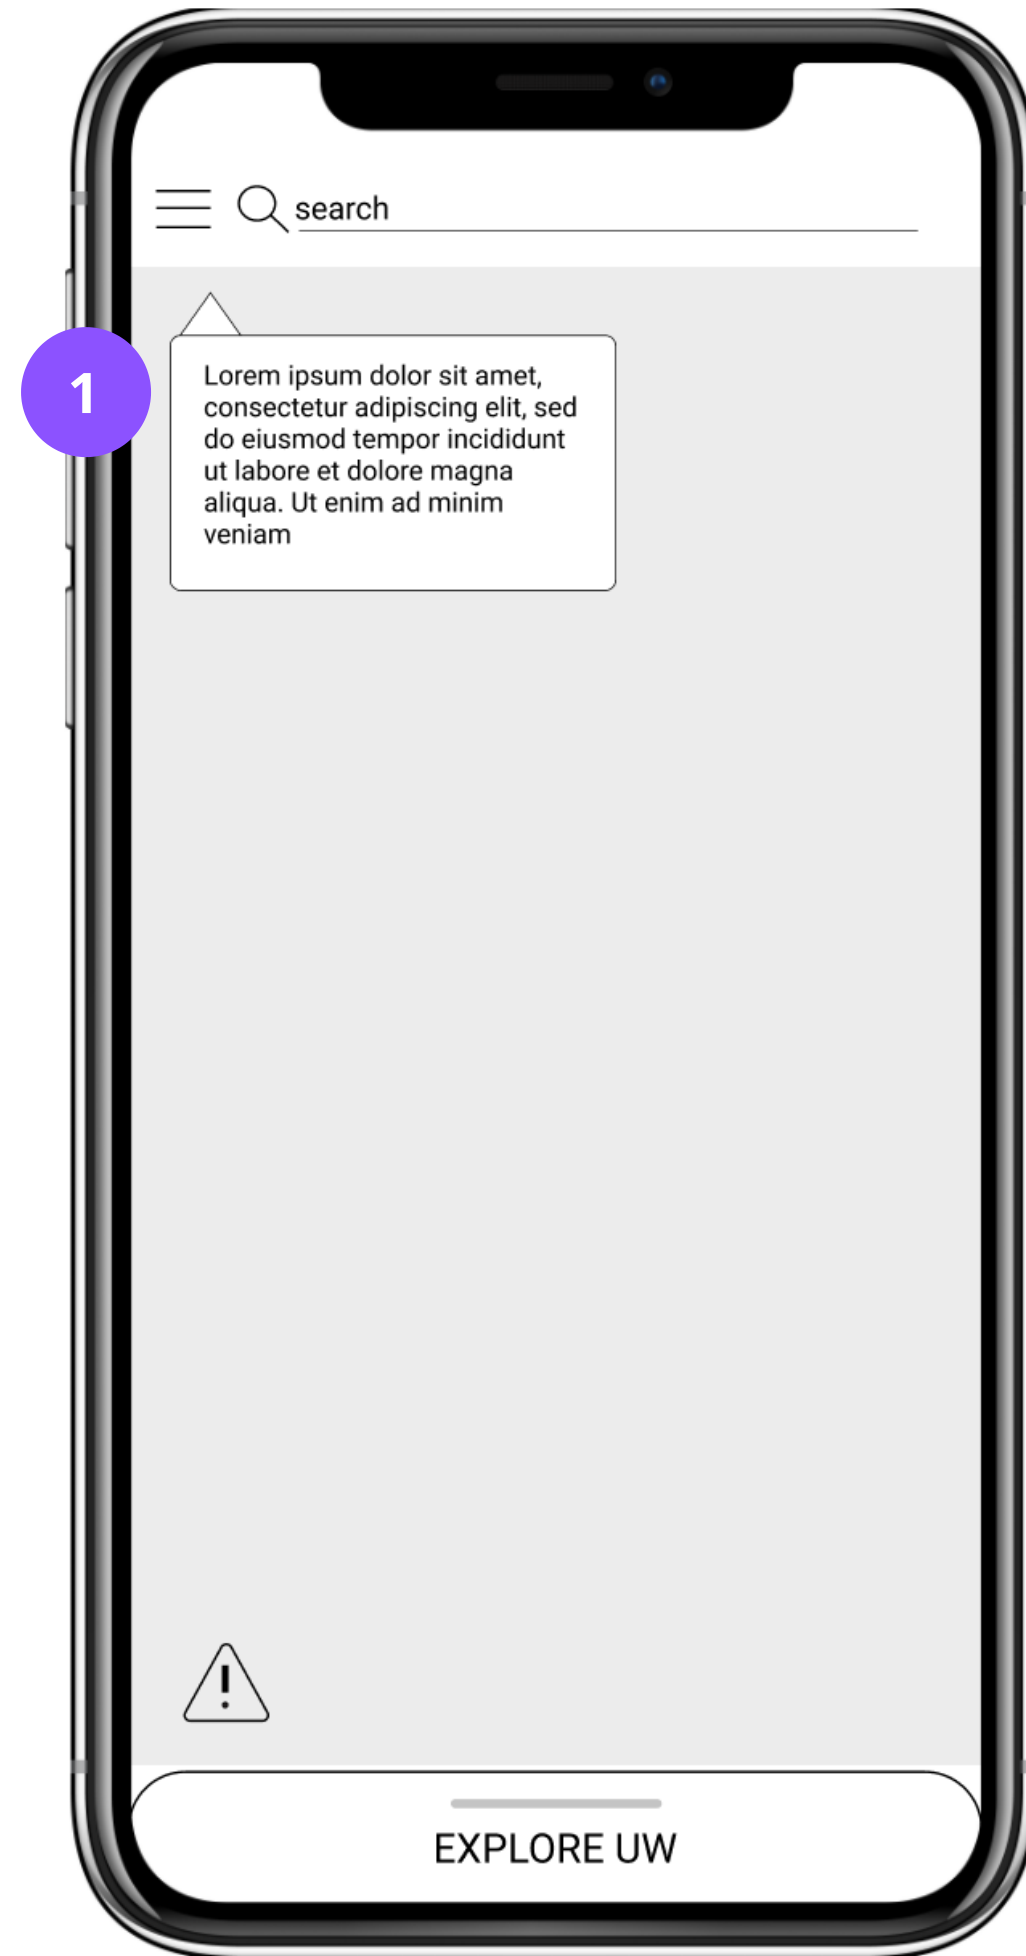 search
1
Lorem ipsum dolor sit amet,
consectetur adipiscing elit, sed
do eiusmod tempor incididunt
ut labore et dolore magna
aliqua. Ut enim ad minim
veniam
!
EXPLORE UW